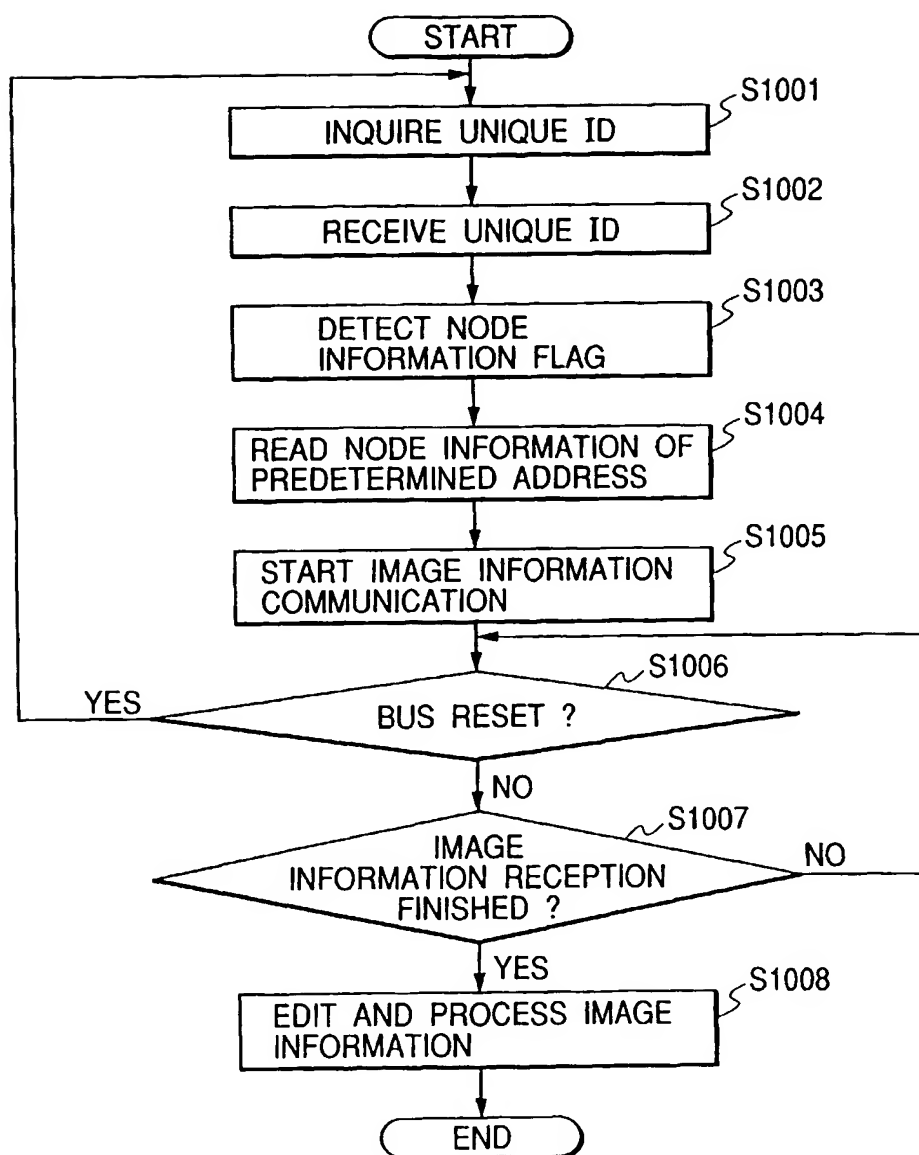 START
S1001
INQUIRE UNIQUE ID
S1002
RECEIVE UNIQUE ID
S1003
DETECT NODE
INFORMATION FLAG
S1004
READ NODE INFORMATION OF
PREDETERMINED ADDRESS
S1005
START IMAGE INFORMATION
COMMUNICATION
S1006
YES
BUS RESET ?
NO
S1007
IMAGE
INFORMATION RECEPTION
FINISHED ?
NO
YES
S1008
EDIT AND PROCESS IMAGE
INFORMATION
END